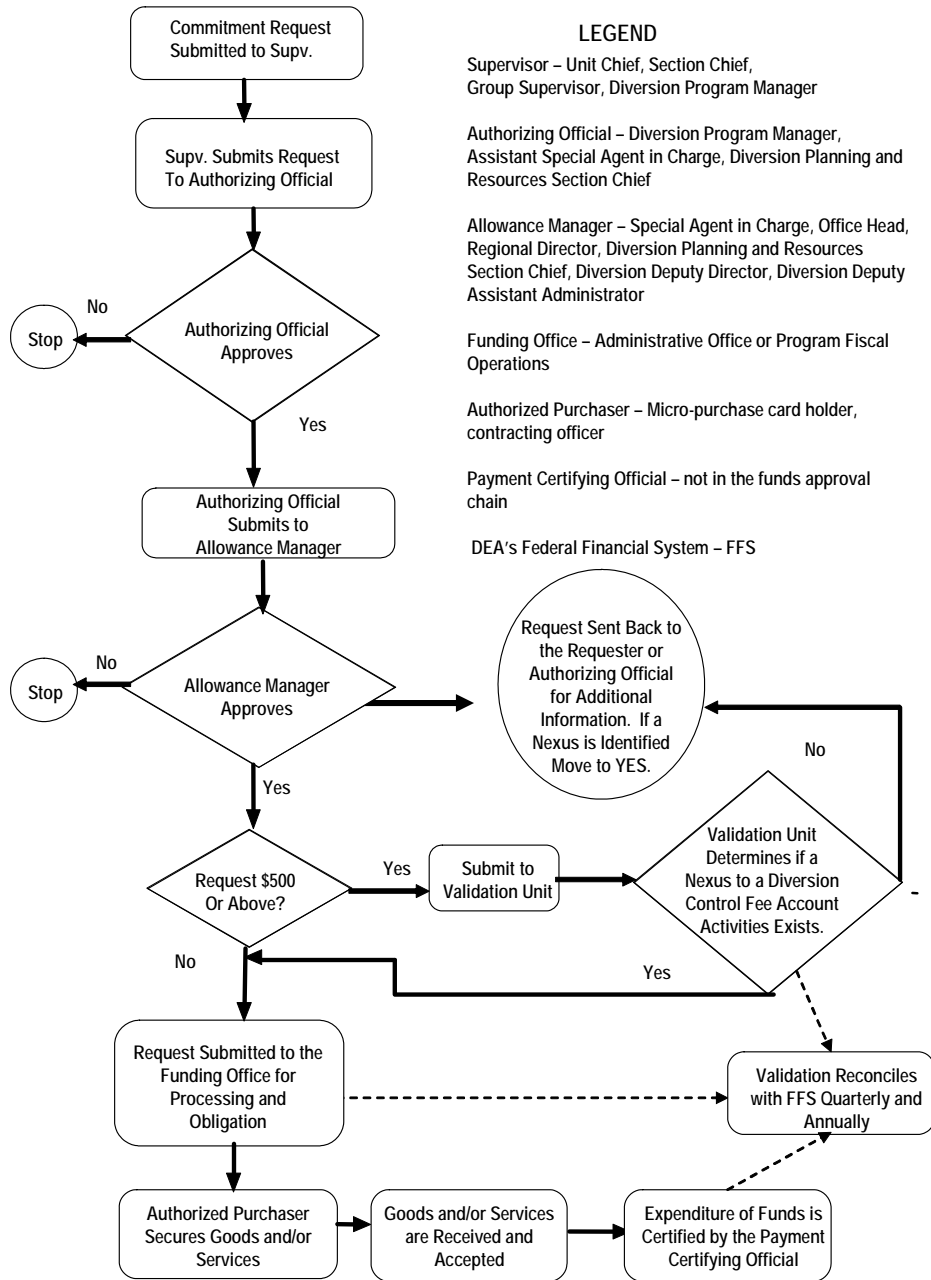 Commitment Request
Submitted to Supv.
Supv. Submits Request
To Authorizing Official
No
Stop
Authorizing Official
Approves
Yes
Authorizing Official
Submits to
Allowance Manager
No
Stop
Allowance Manager
Approves
Yes
Request $500
Or Above?
Yes
No
Submit to
Validation Unit
Validation Unit
Determines if a
Nexus to a Diversion
Control Fee Account
Activities Exists.
No
Yes
Request Sent Back to
the Requester or
Authorizing Official
for Additional
Information. If a
Nexus is Identified
Move to YES.
Request Submitted to the
Funding Office for
Processing and
Obligation
Validation Reconciles
with FFS Quarterly and
Annually
Authorized Purchaser
Secures Goods and/or
Services
Goods and/or Services
are Received and
Accepted
Expenditure of Funds is
Certified by the Payment
Certifying Official
LEGEND
Supervisor – Unit Chief, Section Chief,
Group Supervisor, Diversion Program Manager
Authorizing Official – Diversion Program Manager,
Assistant Special Agent in Charge, Diversion Planning and
Resources Section Chief
Allowance Manager – Special Agent in Charge, Office Head,
Regional Director, Diversion Planning and Resources
Section Chief, Diversion Deputy Director, Diversion Deputy
Assistant Administrator
Funding Office – Administrative Office or Program Fiscal
Operations
Authorized Purchaser – Micro-purchase card holder,
contracting officer
Payment Certifying Official – not in the funds approval
chain
DEA's Federal Financial System – FFS